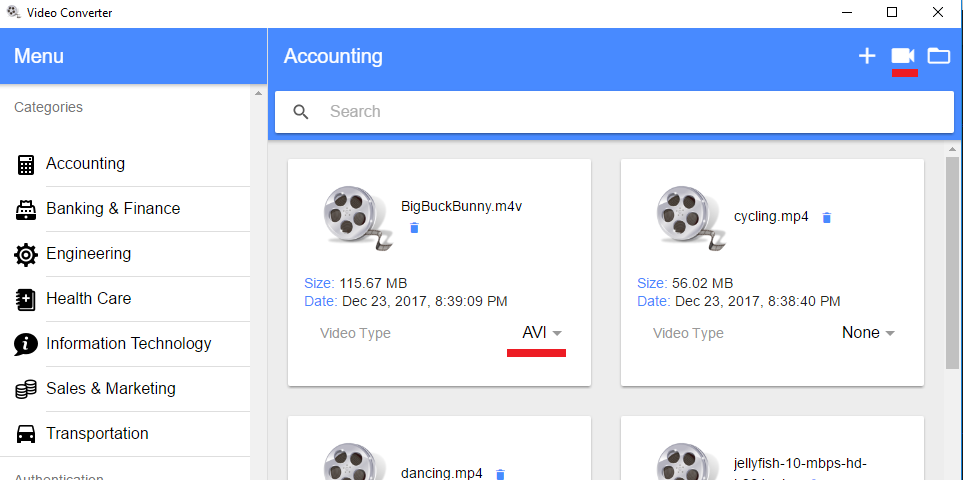 Video Converter
Menu
Accounting
Search
Categories
Accounting
Banking & Finance
Engineering
Health Care
Information Technology
Sales & Marketing
Transportation
Authentication
BigBuckBunny.m4v
Size: 115.67 MB
Date: Dec 23, 2017, 8:39:09 PM
Video Type AVI
cycling.mp4
Size: 56.02 MB
Date: Dec 23, 2017, 8:38:40 PM
Video Type None
dancing.mp4
jellyfish-10-mbps-hd-